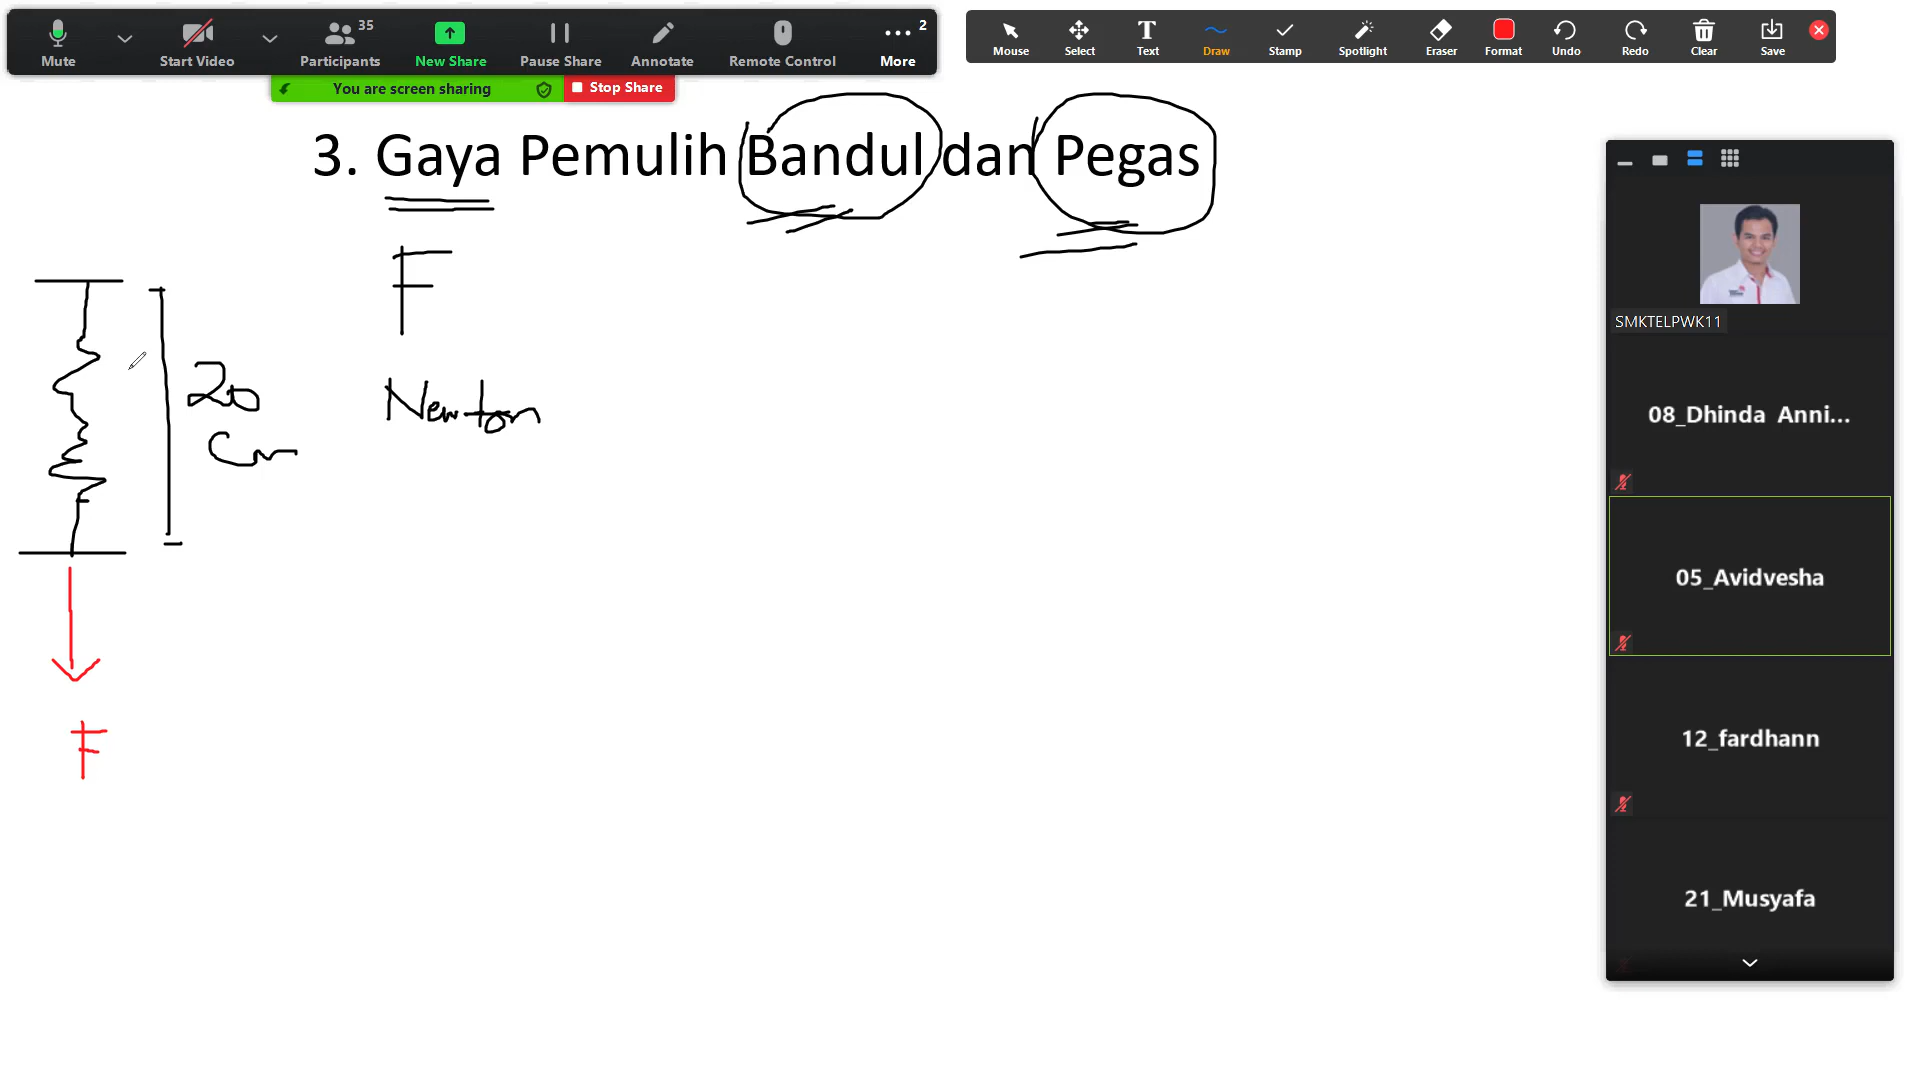 35
2
Mute
Start Video
Participants
New Share
Pause Share
Annotate
Remote Control
More
Mouse
Select
T
Text
Draw
Stamp
Spotlight
Eraser
Format
Undo
Redo
Clear
Save
You are screen sharing
Stop Share
3. Gaya Pemulih Bandul dan Pegas
F
Newton
20
Cm
F
SMKTELPWK11
08_Dhinda Anni...
05_Avidvesha
12_fardhann
21_Musyafa